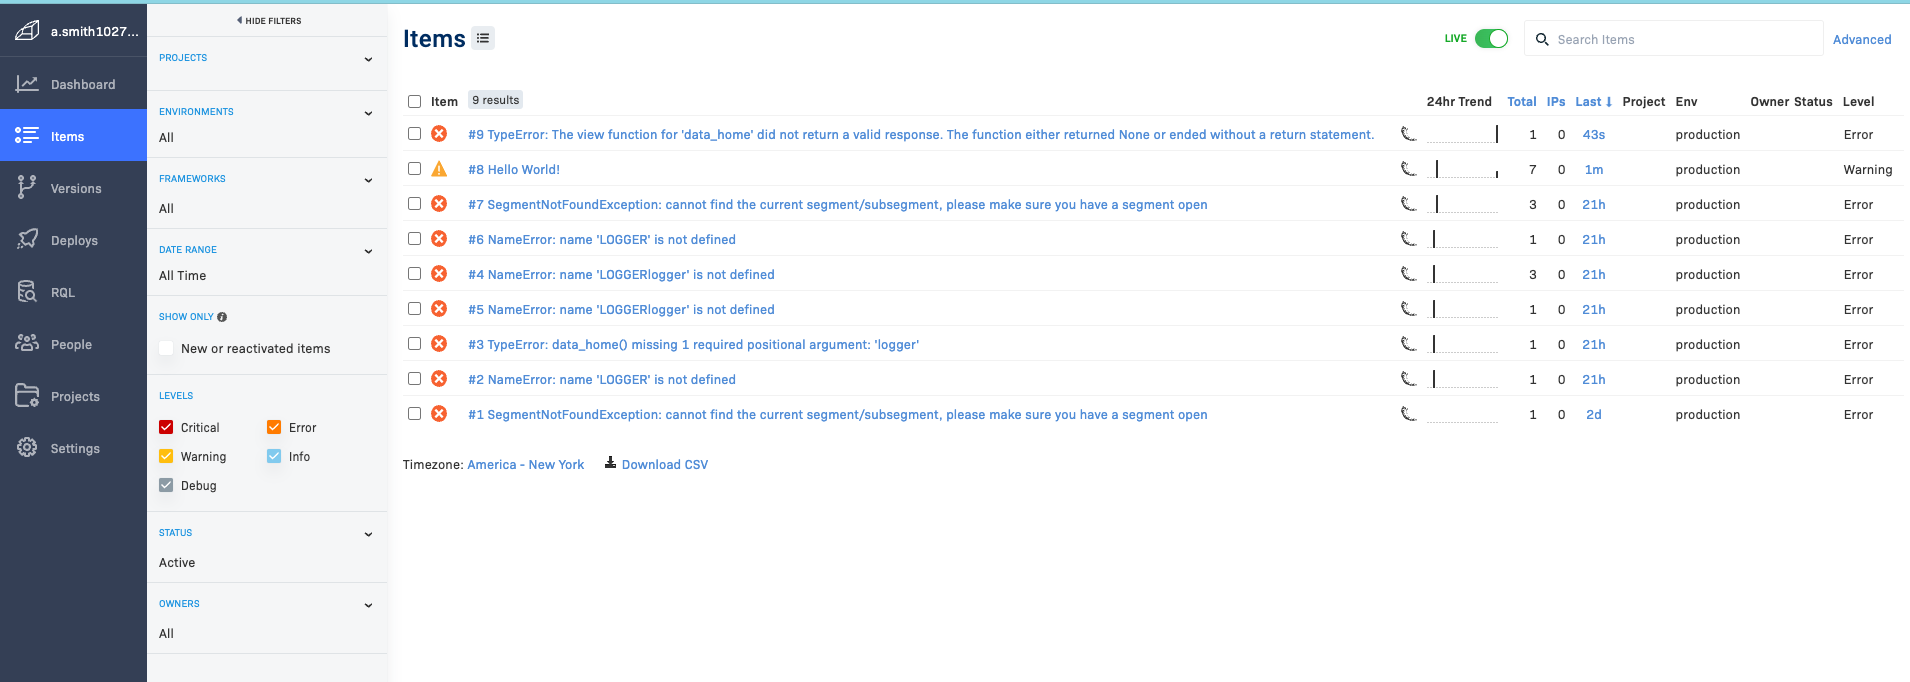 a.smith1027...
Dashboard
Items
Versions
Deploys
RQL
People
Projects
Settings
HIDE FILTERS
PROJECTS
ENVIRONMENTS
All
FRAMEWORKS
All
DATE RANGE
All Time
SHOW ONLY
New or reactivated items
LEVELS
Critical Error
Warning Info
Debug
STATUS
Active
OWNERS
All
Items
LIVE Search Items Advanced
Item 9 results 24hr Trend Total IPs Last Project Env Owner Status Level
#9 TypeError: The view function for 'data_home' did not return a valid response. The function either returned None or ended without a return statement. 1 0 43s production Error
#8 Hello World! 7 0 1m production Warning
#7 SegmentNotFoundException: cannot find the current segment/subsegment, please make sure you have a segment open 3 0 21h production Error
#6 NameError: name 'LOGGER' is not defined 1 0 21h production Error
#4 NameError: name 'LOGGERlogger' is not defined 3 0 21h production Error
#5 NameError: name 'LOGGERlogger' is not defined 1 0 21h production Error
#3 TypeError: data_home() missing 1 required positional argument: 'logger' 1 0 21h production Error
#2 NameError: name 'LOGGER' is not defined 1 0 21h production Error
#1 SegmentNotFoundException: cannot find the current segment/subsegment, please make sure you have a segment open 1 0 2d production Error
Timezone: America - New York Download CSV